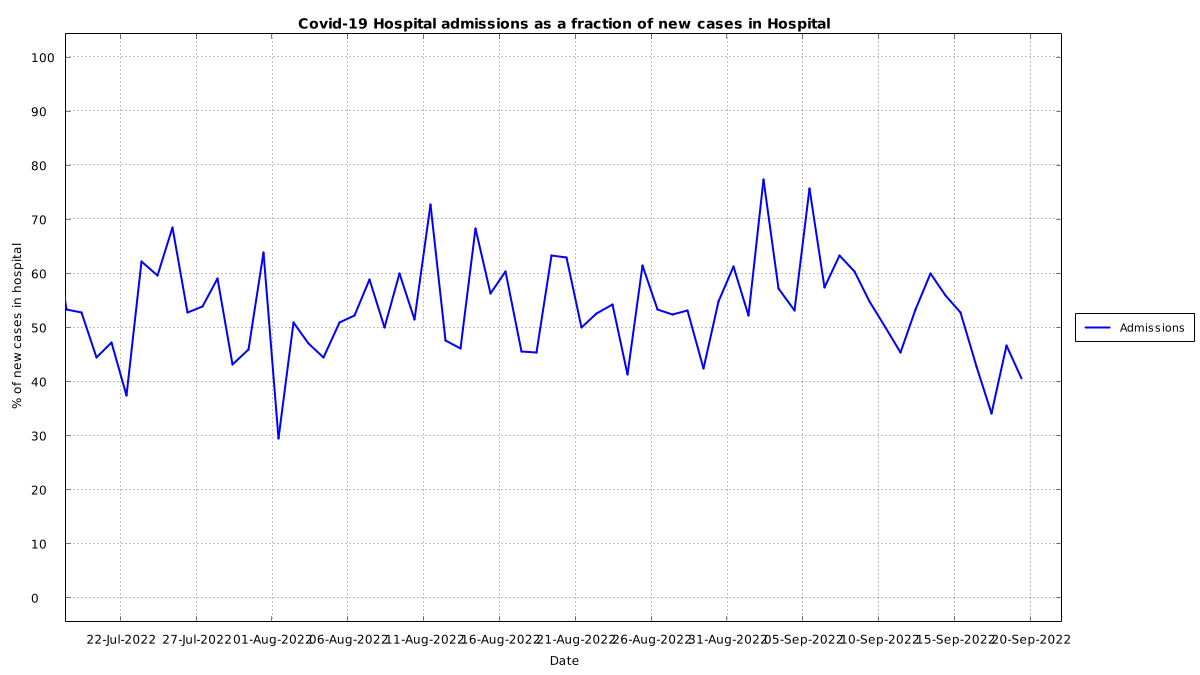 Covid-19 Hospital admissions as a fraction of new cases in Hospital
100
90
80
70
60
50
40
30
20
10
0
% of new cases in hospital
22-Jul-2022 27-Jul-2022 01-Aug-2022 06-Aug-2022 11-Aug-2022 16-Aug-2022 21-Aug-2022 26-Aug-2022 31-Aug-2022 05-Sep-2022 10-Sep-2022 15-Sep-2022 20-Sep-2022
Date
Admissions